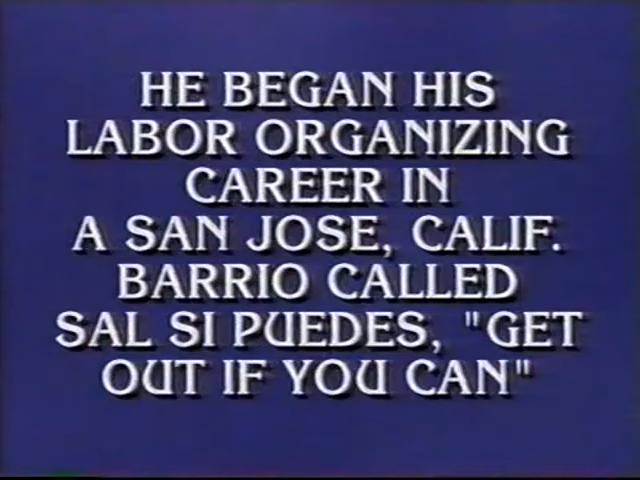 HE BEGAN HIS
LABOR ORGANIZING
CAREER IN
A SAN JOSE, CALIF.
BARRIO CALLED
SAL SI PUEDES, "GET
OUT IF YOU CAN"